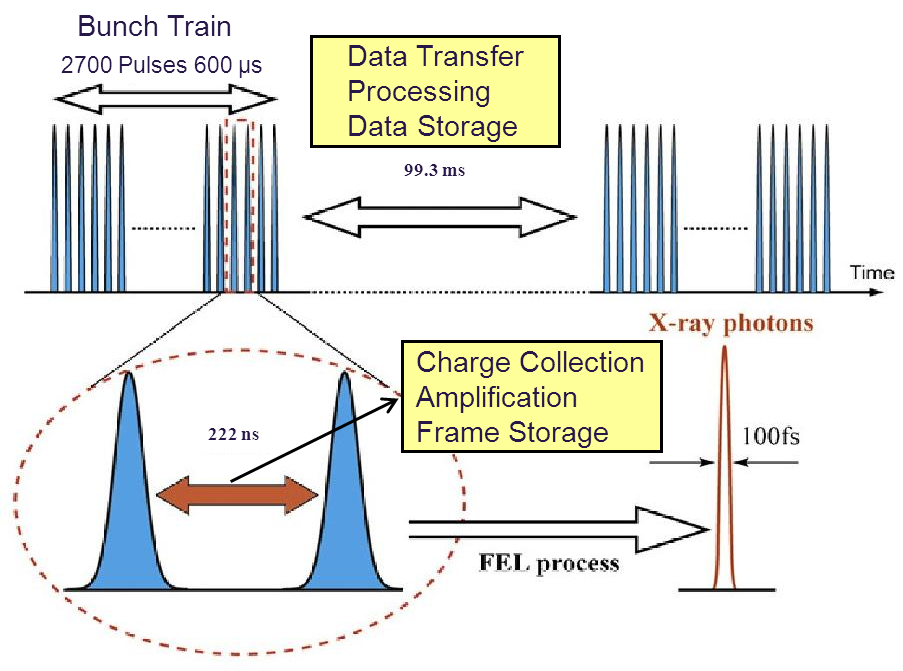 Bunch Train
2700 Pulses 600 µs
Data Transfer
Processing
Data Storage
99.3 ms
Time
X-ray photons
Charge Collection
Amplification
Frame Storage
222 ns
100fs
FEL process